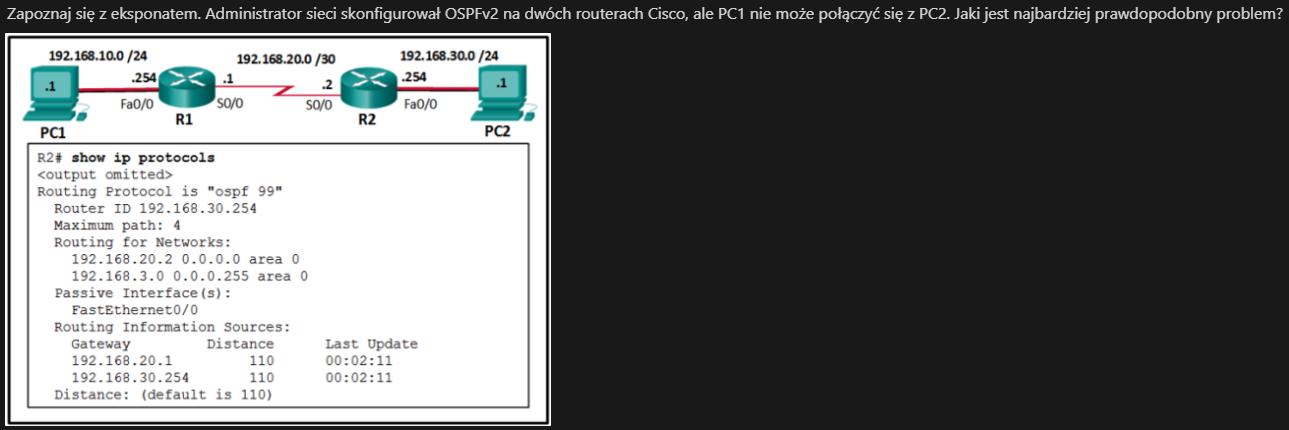 Zapoznaj się z eksponatem. Administrator sieci skonfigurował OSPFv2 na dwóch routerach Cisco, ale PC1 nie może połączyć się z PC2. Jaki jest najbardziej prawdopodobny problem?
192.168.10.0 /24 192.168.20.0 /30 192.168.30.0 /24
.1 .254 .1 .2 .254 .1
Fa0/0 S0/0 S0/0 Fa0/0
PC1 R1 R2 PC2
R2# show ip protocols
<output omitted>
Routing Protocol is "ospf 99"
Router ID 192.168.30.254
Maximum path: 4
Routing for Networks:
192.168.20.2 0.0.0.0 area 0
192.168.3.0 0.0.0.255 area 0
Passive Interface(s):
FastEthernet0/0
Routing Information Sources:
Gateway Distance Last Update
192.168.20.1 110 00:02:11
192.168.30.254 110 00:02:11
Distance: (default is 110)